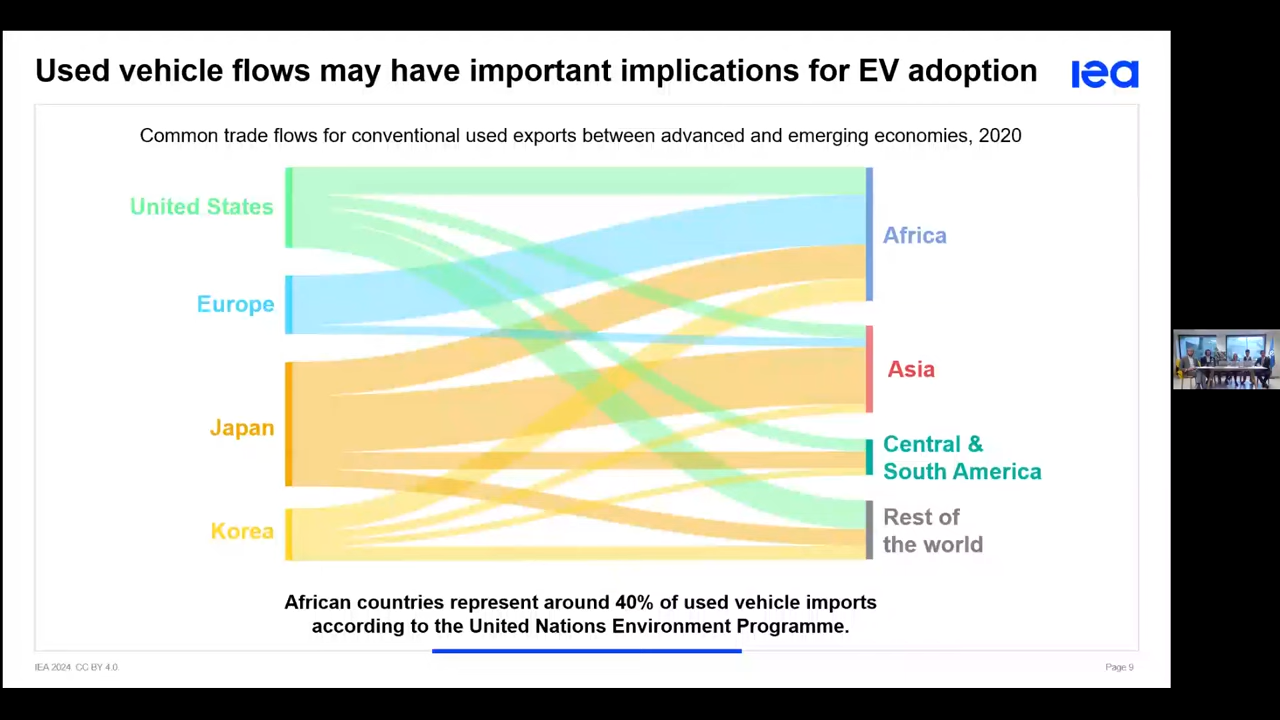 Used vehicle flows may have important implications for EV adoption
iea
Common trade flows for conventional used exports between advanced and emerging economies, 2020
United States
Europe
Japan
Korea
Africa
Asia
Central &
South America
Rest of
the world
African countries represent around 40% of used vehicle imports
according to the United Nations Environment Programme.
IEA 2024 CC BY 4.0
Page 9